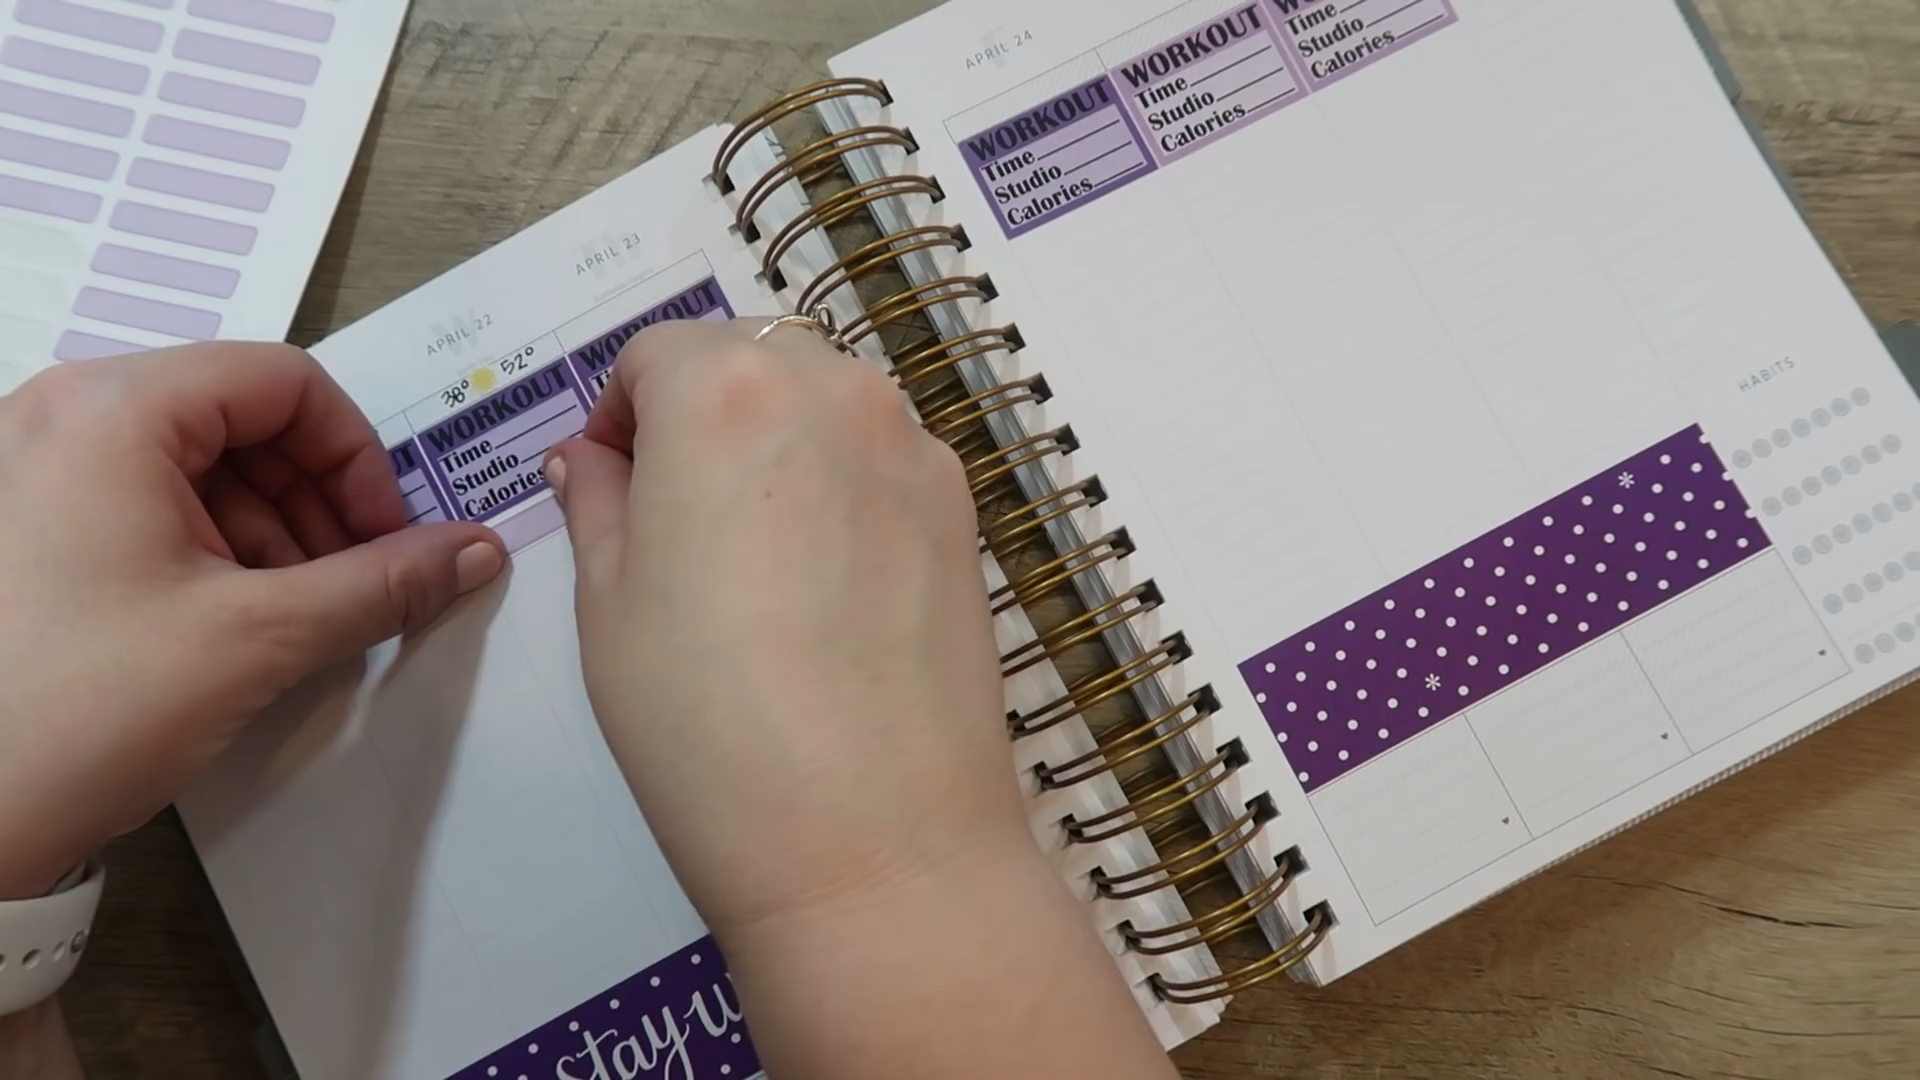 APRIL 22
APRIL 23
38° 52°
WORKOUT
WORKOUT
Time
Studio
Calories
stay
APRIL 24
WORKOUT
Time
Studio
Calories
WORKOUT
Time
Studio
Calories
Time
Studio
Calories
HABITS